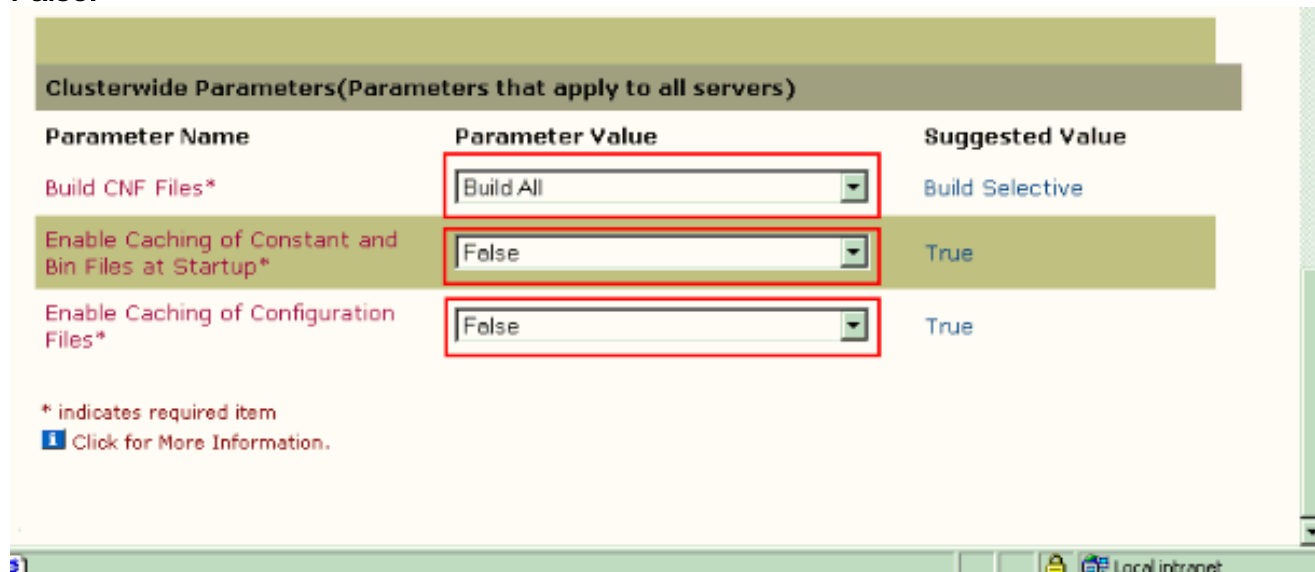 Clusterwide Parameters(Parameters that apply to all servers)
Parameter Name Parameter Value Suggested Value
Build CNF Files* Build All Build Selective
Enable Caching of Constant and
Bin Files at Startup* False True
Enable Caching of Configuration
Files* False True
* indicates required item
Click for More Information.
Local intranet